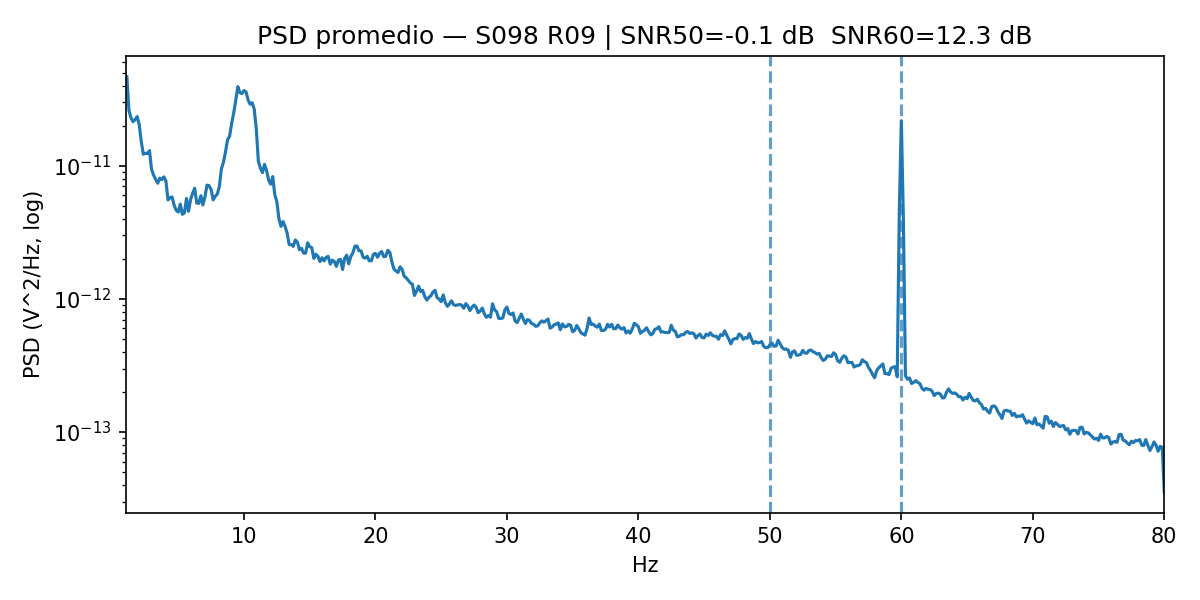 PSD promedio — S098 R09 | SNR50=-0.1 dB  SNR60=12.3 dB
PSD (V^2/Hz, log)
10⁻¹¹
10⁻¹²
10⁻¹³
10 20 30 40 50 60 70 80
Hz